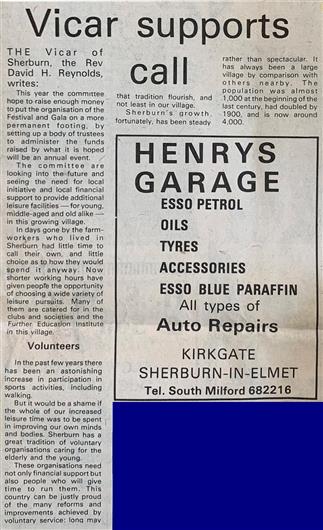 Vicar supports
call
THE Vicar of
Sherburn, the Rev
David H. Reynolds,
writes:
This year the committee
hope to raise enough money
to put the organisation of the
Festival and Gala on a more
permanent footing, by
setting up a body of trustees
to administer the funds
raised by what it is hoped
will be an annual event.
The committee are
looking into the future and
seeing the need for local
initiative and local financial
support to provide additional
leisure facilities — for young,
middle-aged and old alike —
in this growing village.
In days gone by the farm-
workers who lived in
Sherburn had little time to
call their own, and little
choice as to how they would
spend it anyway. Now
shorter working hours have
given people the opportunity
of choosing a wide variety of
leisure pursuits. Many of
them are catered for in the
clubs and societies and the
Further Education Institute
in this village.
Volunteers
In the past few years there
has been an astonishing
increase in participation in
sports activities, including
walking.
But it would be a shame if
the whole of our increased
leisure time was to be spent
in improving our own minds
and bodies. Sherburn has a
great tradition of voluntary
organisations caring for the
elderly and the young.
These organisations need
not only financial support but
also people who will give
time to run them. This
country can be justly proud
of the many reforms and
improvements achieved by
voluntary service: long may
that tradition flourish, and
not least in our village.
Sherburn's growth,
fortunately, has been steady
rather than spectacular. It
has always been a large
village by comparison with
others nearby. The
population was almost
1,000 at the beginning of the
last century, had doubled by
1900, and is now around
4,000.
HENRYS
GARAGE
ESSO PETROL
OILS
TYRES
ACCESSORIES
ESSO BLUE PARAFFIN
All types of
Auto Repairs
KIRKGATE
SHERBURN-IN-ELMET
Tel. South Milford 682216